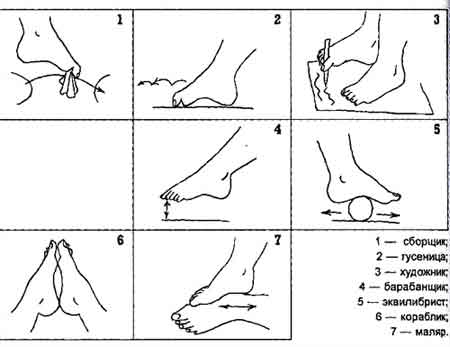 1
2
3
4
5
6
7
1 — сборщик;
2 — гусеница;
3 — художник;
4 — барабанщик;
5 — эквилибрист;
6 — кораблик;
7 — маляр.